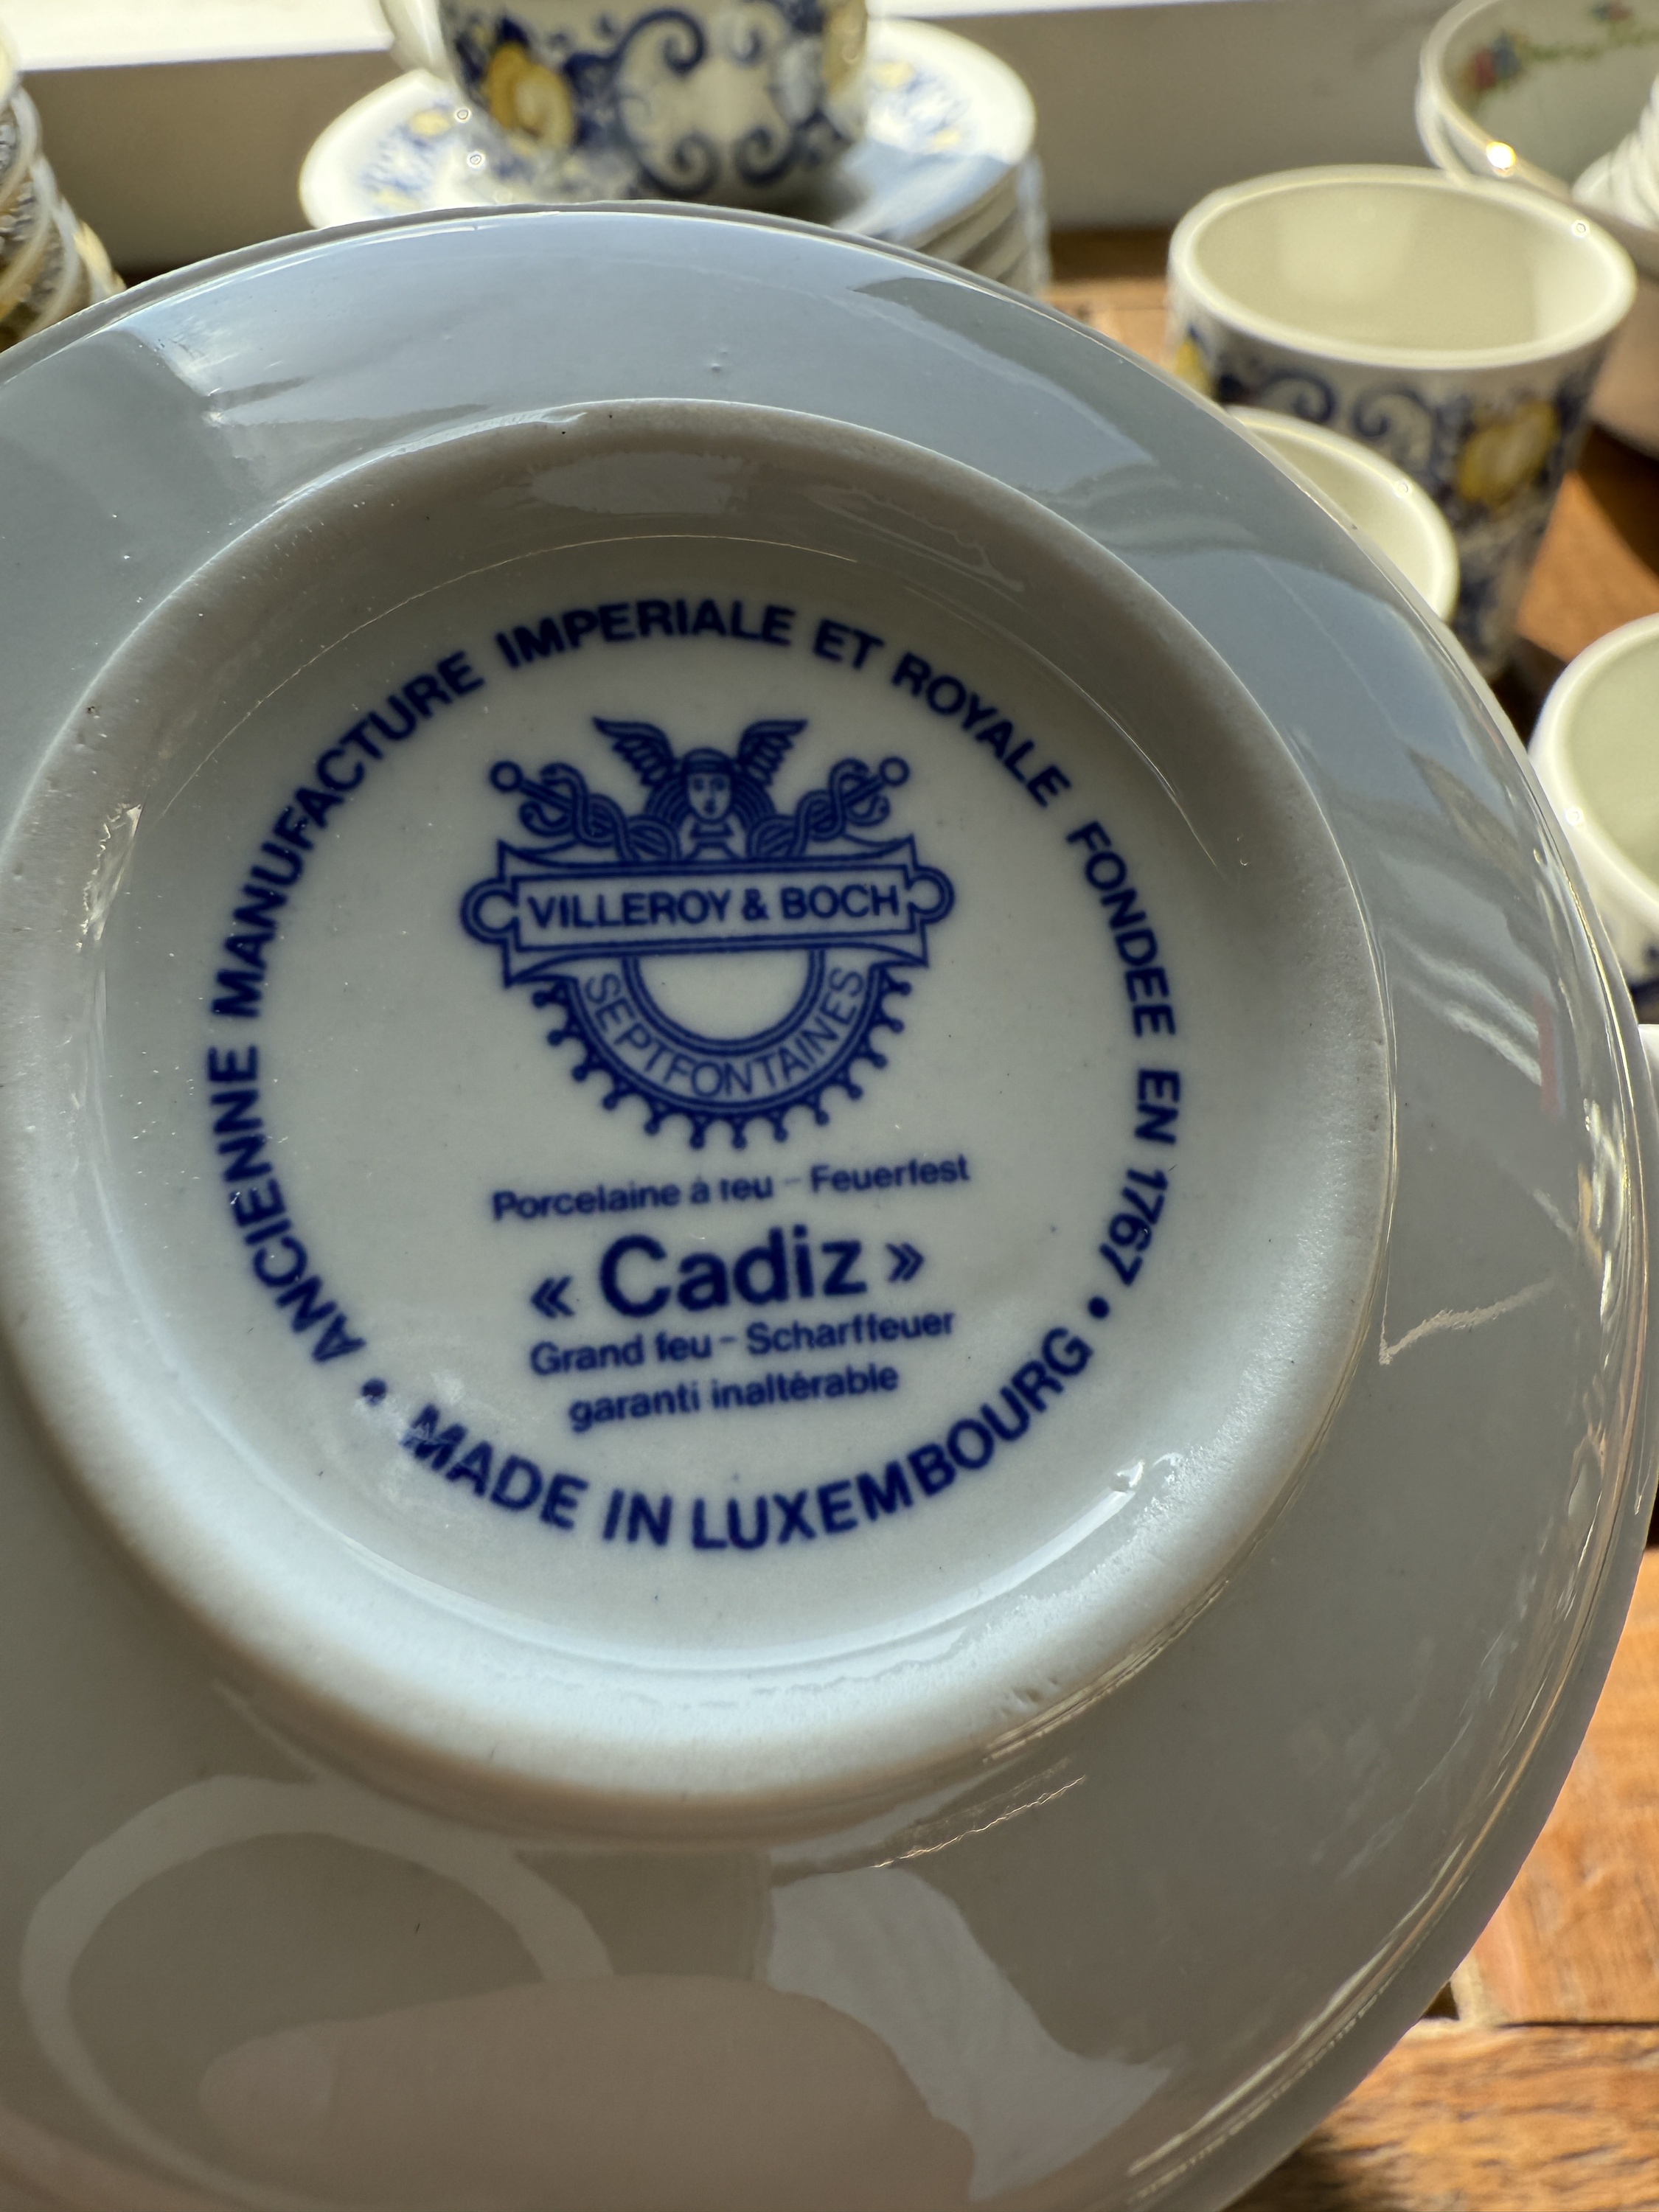 ANCIENNE MANUFACTURE IMPERIALE ET ROYALE FONDEE EN 1767 •
VILLEROY & BOCH
SEPTFONTAINES
Porcelaine à feu - Feuerfest
« Cadiz »
Grand feu - Scharffeuer
garanti inaltérable
• MADE IN LUXEMBOURG